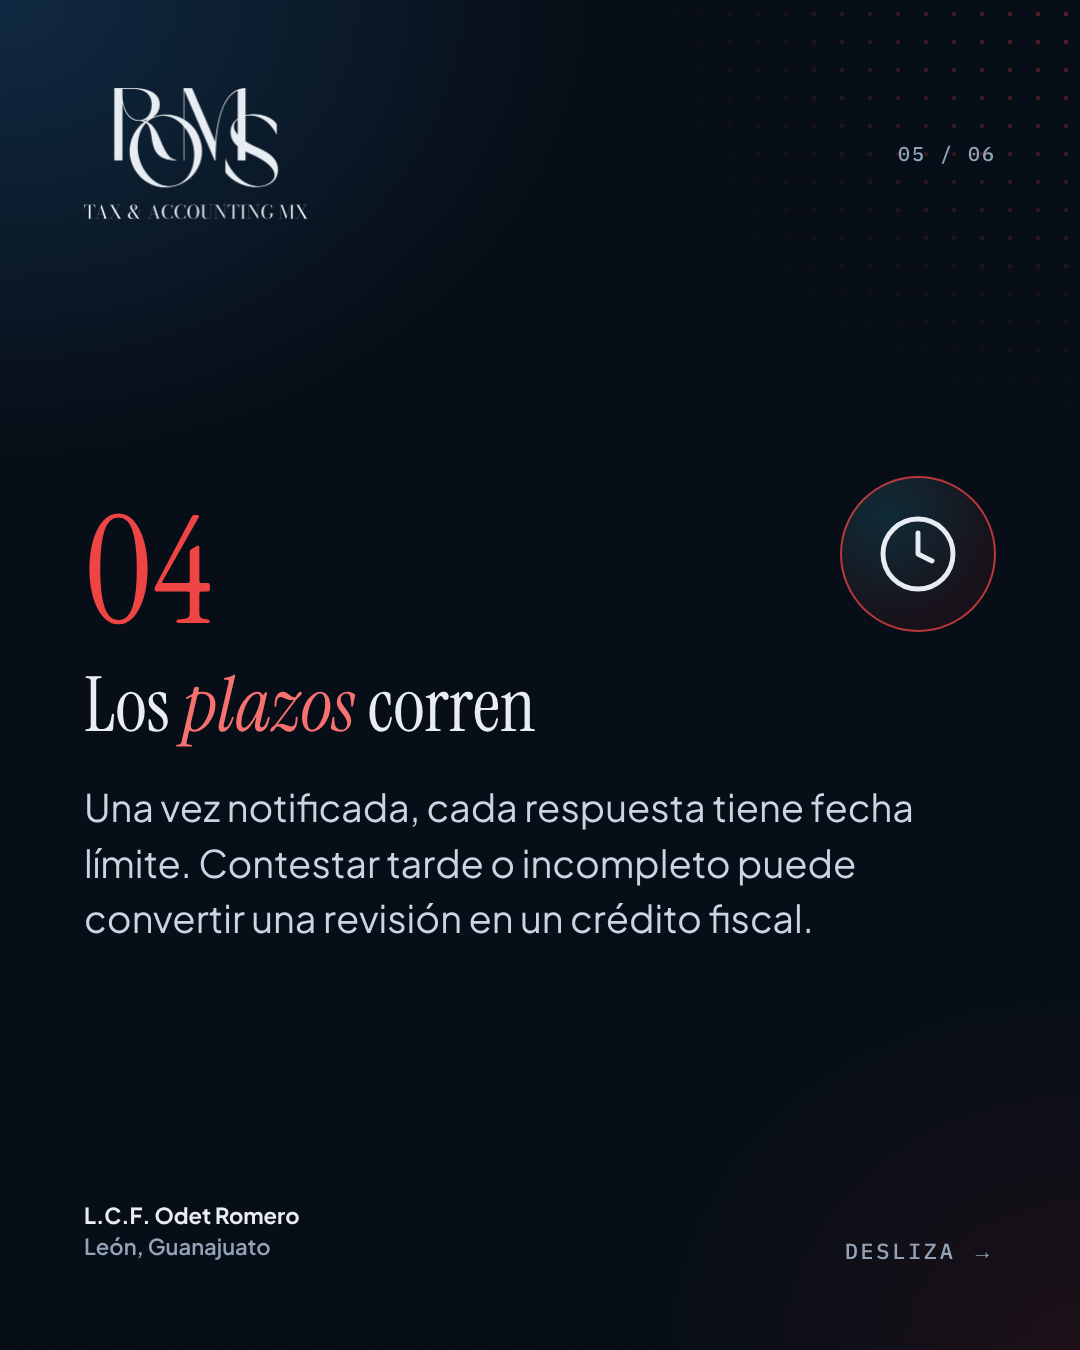 ROMS
TAX & ACCOUNTING MX
05 / 06
04
Los plazos corren
Una vez notificada, cada respuesta tiene fecha
límite. Contestar tarde o incompleto puede
convertir una revisión en un crédito fiscal.
L.C.F. Odet Romero
León, Guanajuato
DESLIZA →